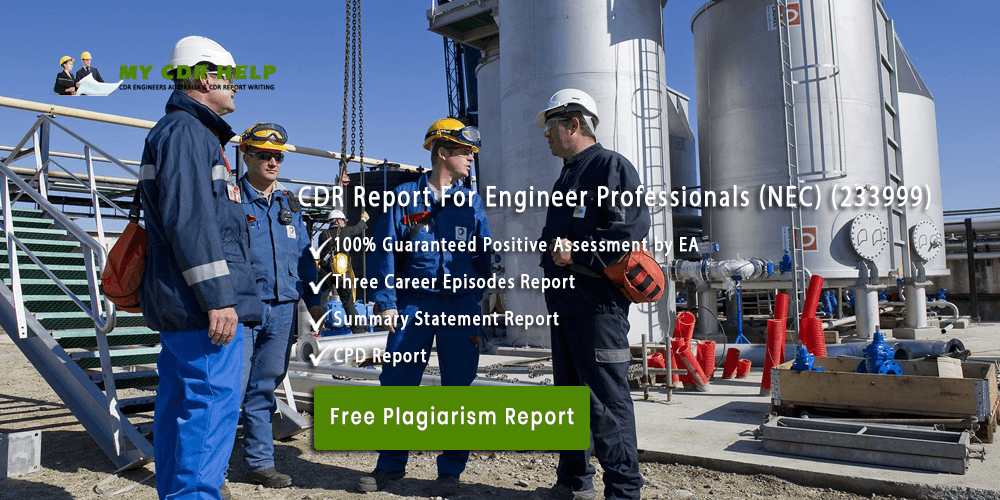 MY CDR HELP
CDR ENGINEERS AUSTRALIA & CDR REPORT WRITING
CDR Report For Engineer Professionals (NEC) (233999)
100% Guaranteed Positive Assessment by EA
Three Career Episodes Report
Summary Statement Report
CPD Report
Free Plagiarism Report